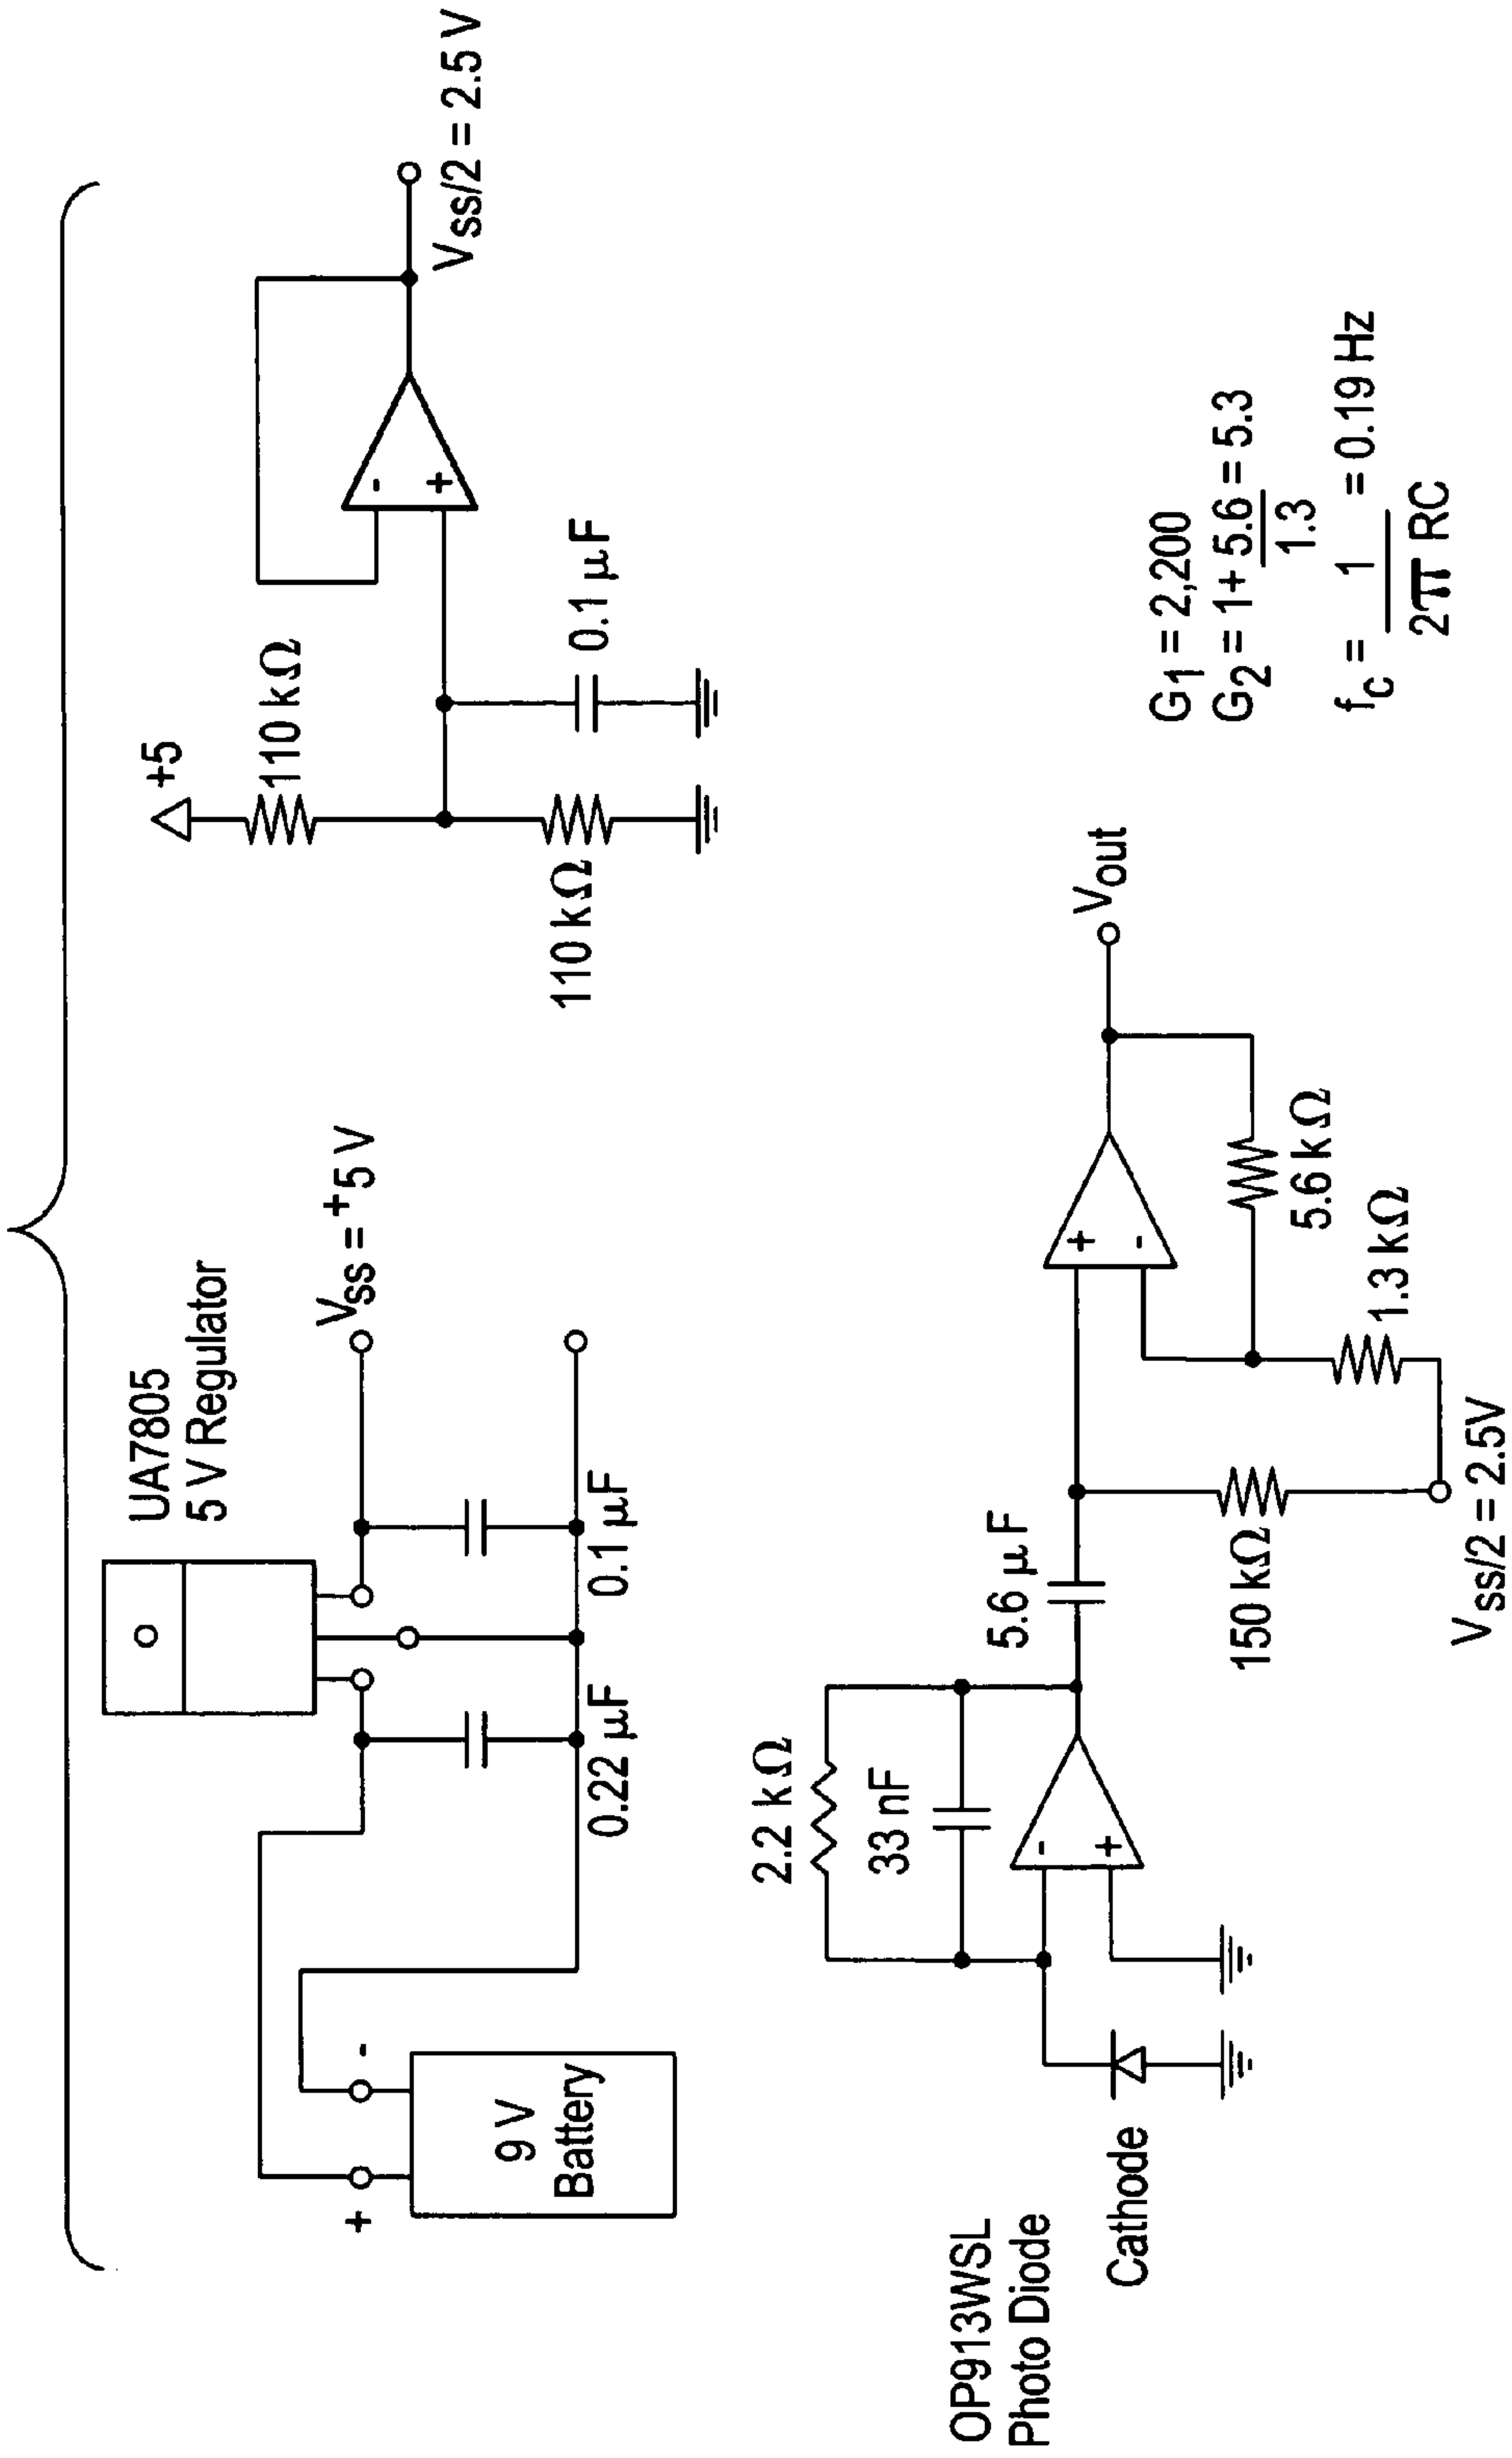 UA7805
5 V Regulator
Vss = +5 V
+
-
9 V
Battery
0.22 μF
0.1 μF
+5
110 kΩ
110 kΩ
0.1 μF
-
+
Vss/2 = 2.5 V
OP913WSL
Photo Diode
Cathode
2.2 kΩ
33 nF
-
+
5.6 μF
150 kΩ
Vss/2 = 2.5V
+
-
5.6 kΩ
1.3 kΩ
Vout
G1 = 2,200
G2 = 1+ 5.6 = 5.3
1.3
fc = 1 = 0.19 Hz
2π RC